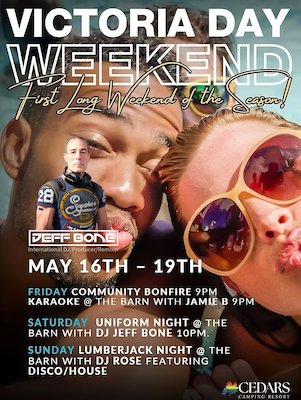 VICTORIA DAY
WEEKEND
First Long Weekend of the Season!
28
DEFF BONE
International DJ/Producer/Remixer
MAY 16TH – 19TH
FRIDAY COMMUNITY BONFIRE 9PM
KARAOKE @ THE BARN WITH JAMIE B 9PM
SATURDAY UNIFORM NIGHT @ THE
BARN WITH DJ JEFF BONE 10PM.
SUNDAY LUMBERJACK NIGHT @ THE
BARN WITH DJ ROSE FEATURING
DISCO/HOUSE
CEDARS
CAMPING RESORT